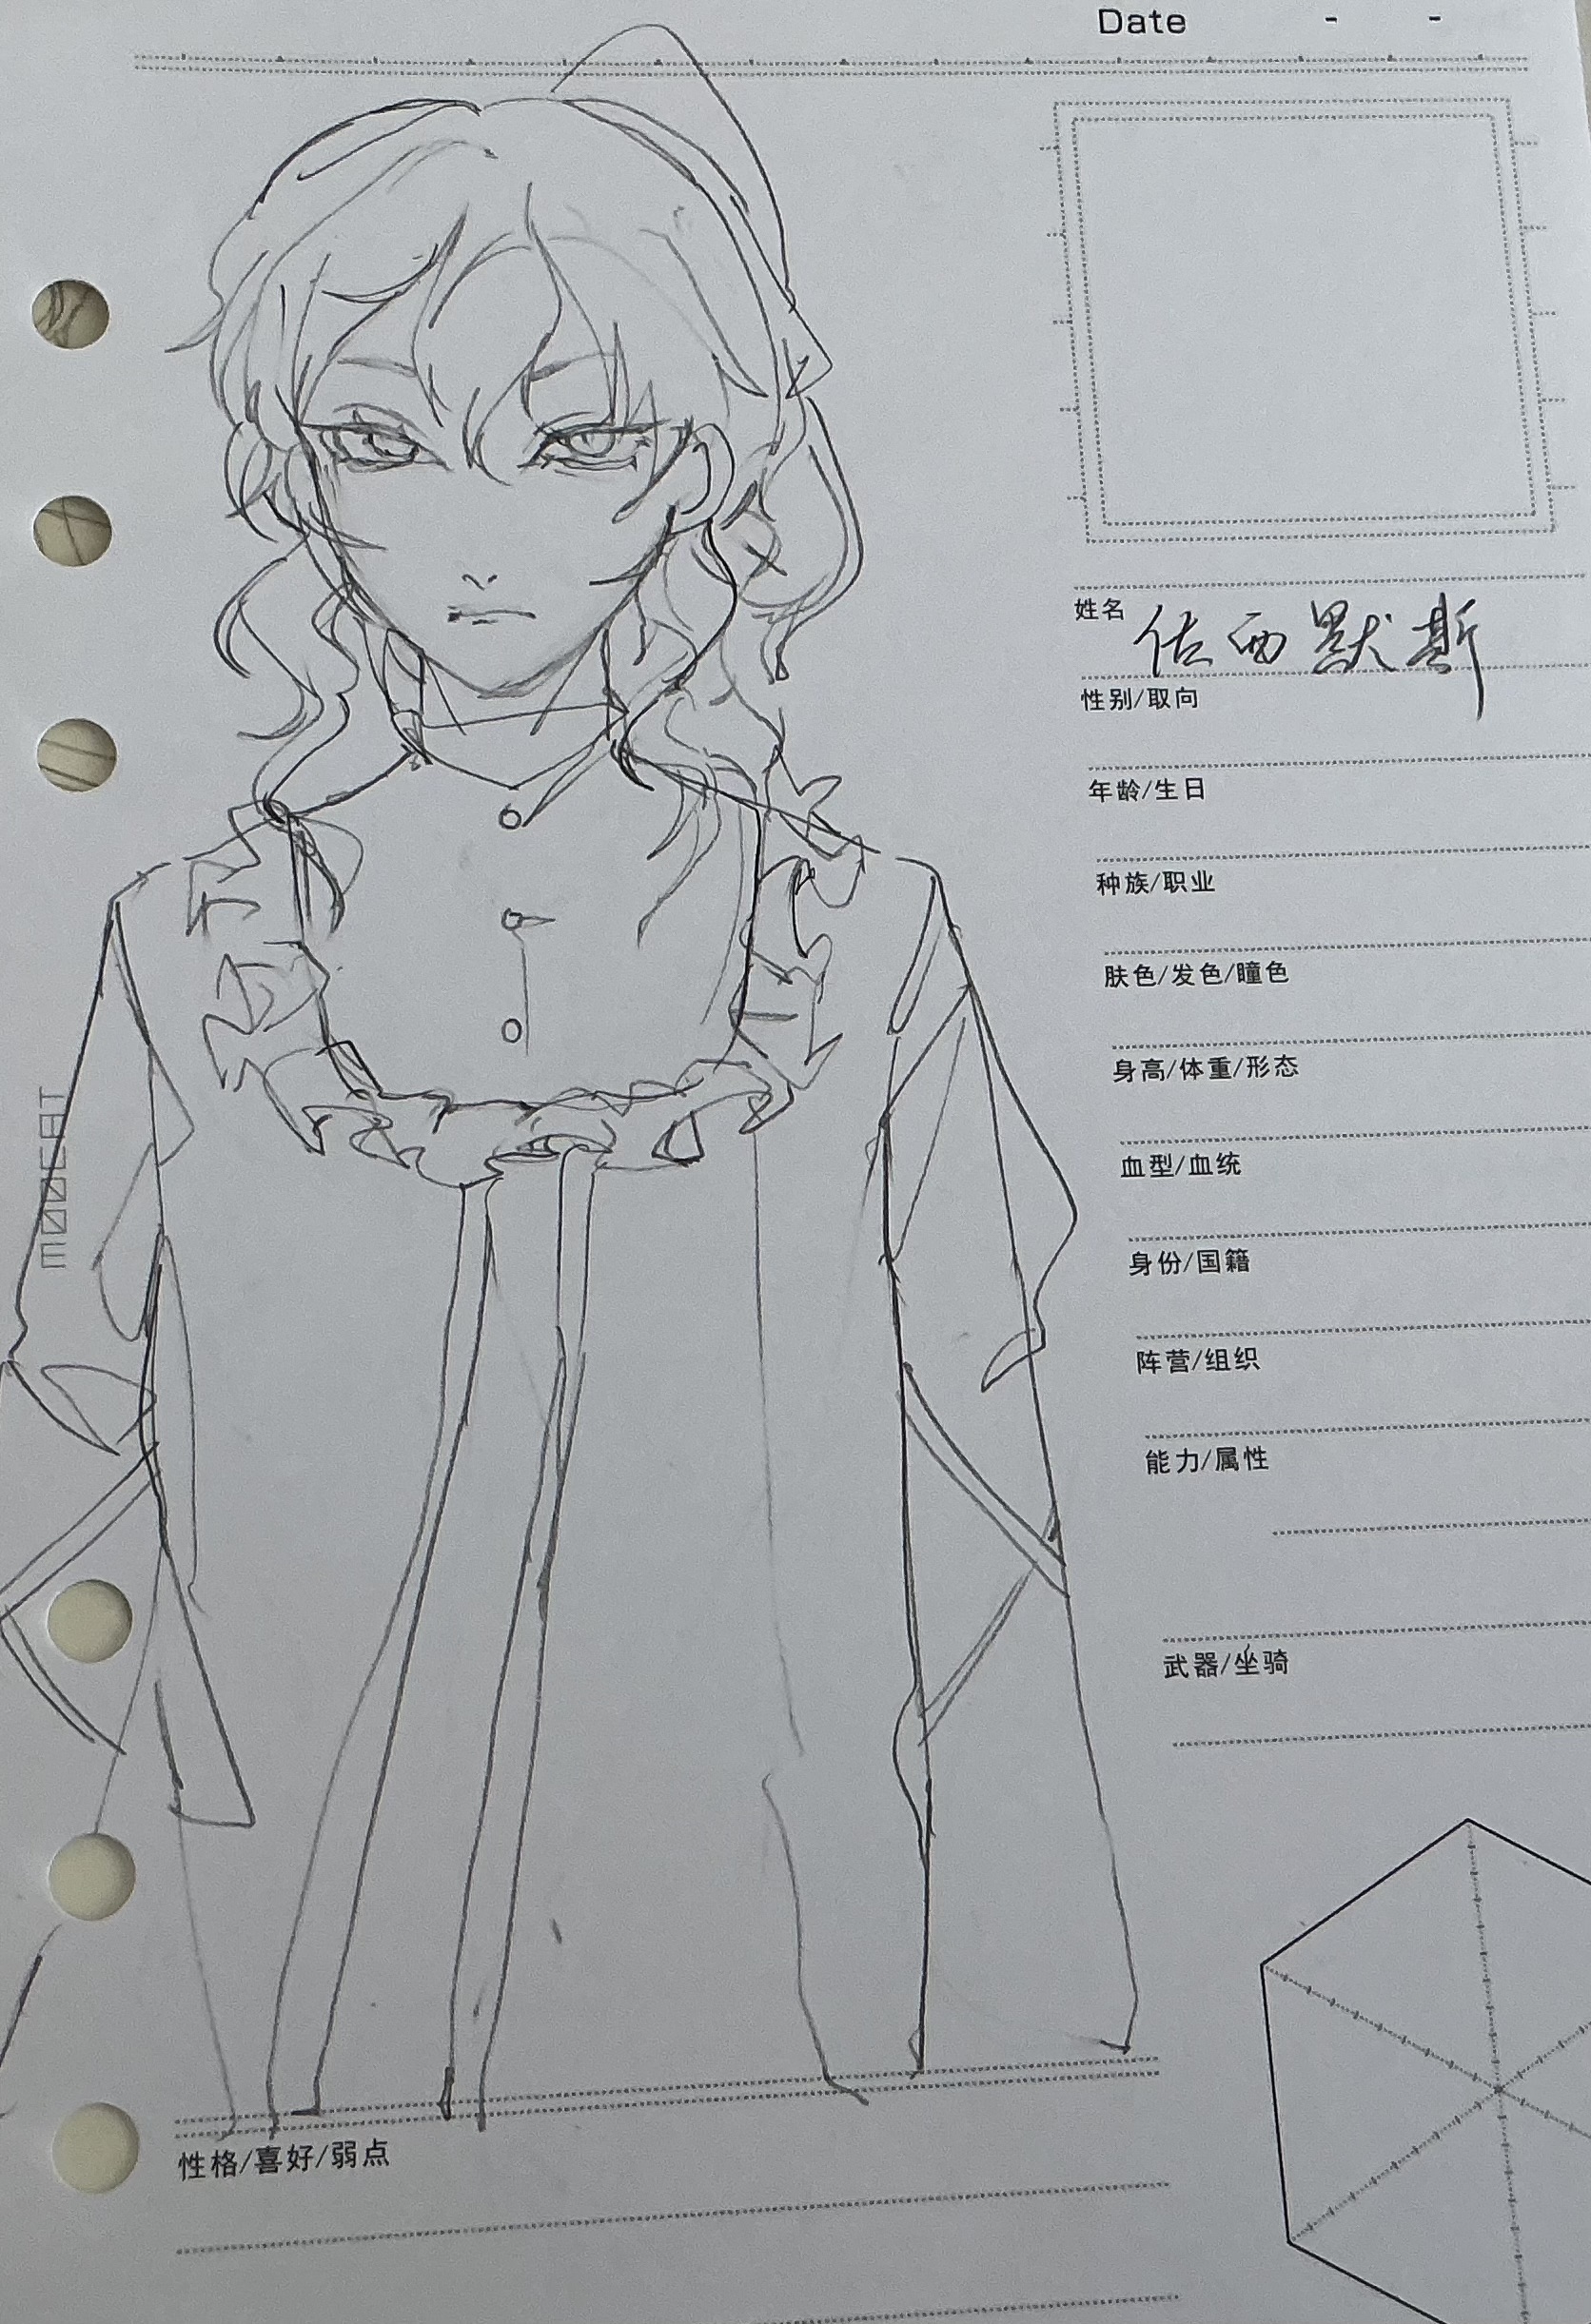 Date - -
姓名 佐西默斯
性别/取向
年龄/生日
种族/职业
肤色/发色/瞳色
身高/体重/形态
血型/血统
身份/国籍
阵营/组织
能力/属性
武器/坐骑
MOOCAT
性格/喜好/弱点